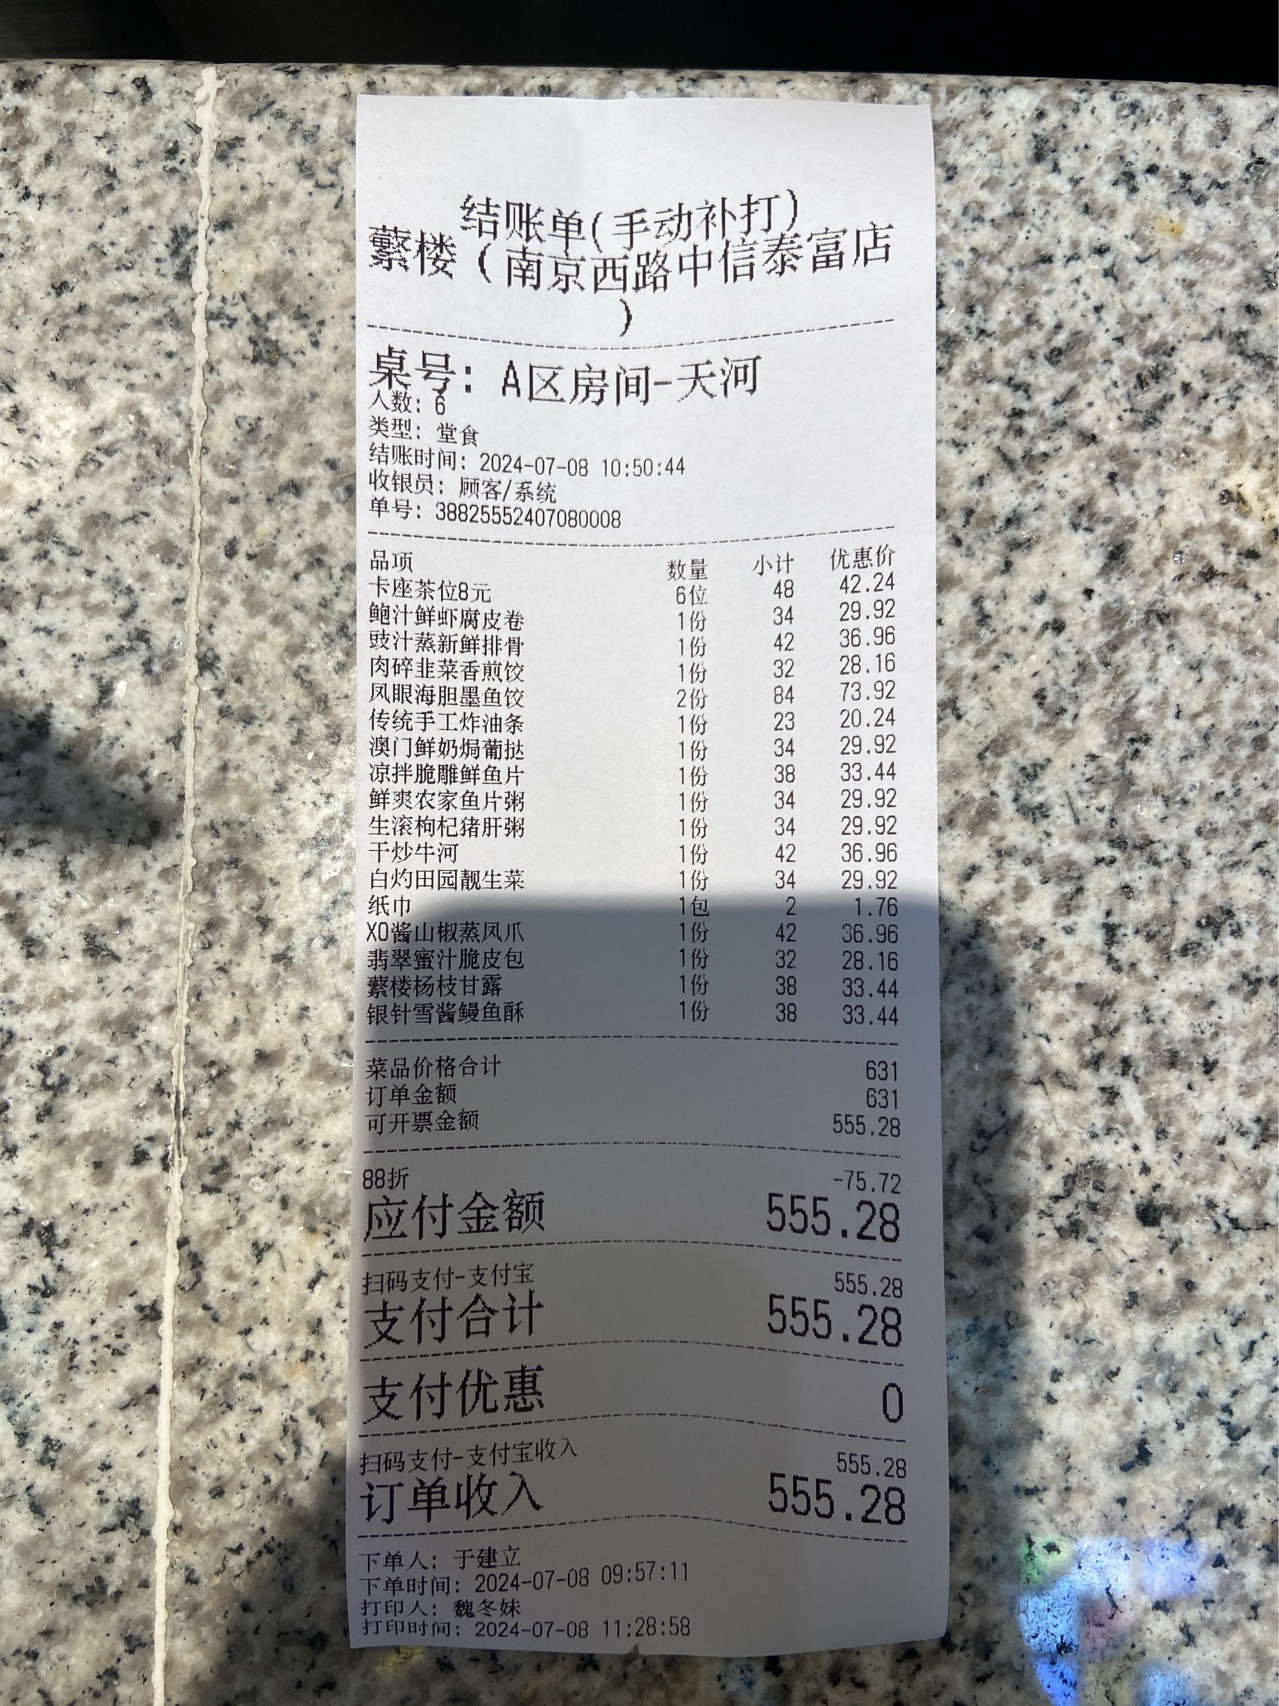 结账单(手动补打)
蘩楼(南京西路中信泰富店
)
桌号: A区房间-天河
人数: 6
类型: 堂食
结账时间: 2024-07-08 10:50:44
收银员: 顾客/系统
单号: 38825552407080008
品项 数量 小计 优惠价
卡座茶位8元 6位 48 42.24
鲍汁鲜虾腐皮卷 1份 34 29.92
豉汁蒸新鲜排骨 1份 42 36.96
肉碎韭菜香煎饺 1份 32 28.16
凤眼海胆墨鱼饺 2份 84 73.92
传统手工炸油条 1份 23 20.24
澳门鲜奶焗葡挞 1份 34 29.92
凉拌脆雕鲜鱼片 1份 38 33.44
鲜爽农家鱼片粥 1份 34 29.92
生滚枸杞猪肝粥 1份 34 29.92
干炒牛河 1份 42 36.96
白灼田园靓生菜 1份 34 29.92
纸巾 1包 2 1.76
XO酱山椒蒸凤爪 1份 42 36.96
翡翠蜜汁脆皮包 1份 32 28.16
蘩楼杨枝甘露 1份 38 33.44
银针雪酱鳗鱼酥 1份 38 33.44
菜品价格合计 631
订单金额 631
可开票金额 555.28
88折 -75.72
应付金额 555.28
扫码支付-支付宝 555.28
支付合计 555.28
支付优惠 0
扫码支付-支付宝收入 555.28
订单收入 555.28
下单人: 于建立
下单时间: 2024-07-08 09:57:11
打印人: 魏冬妹
打印时间: 2024-07-08 11:28:58